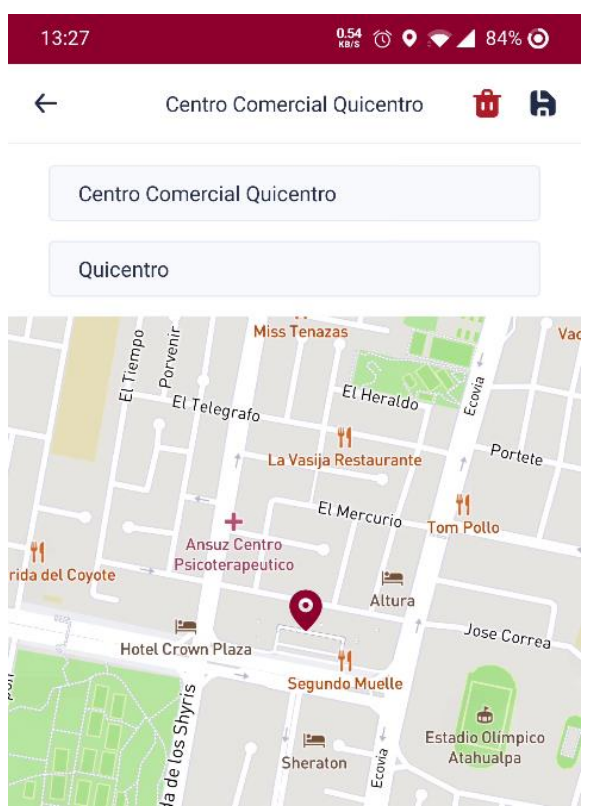 13:27
0.54
KB/S
84%
Centro Comercial Quicentro
Centro Comercial Quicentro
Quicentro
Miss Tenazas
Vac
El Tiempo
Porvenir
El Telegrafo
El Heraldo
Ecovia
La Vasija Restaurante
Portete
El Mercurio
Tom Pollo
Ansuz Centro
Psicoterapeutico
rida del Coyote
Altura
Jose Correa
Hotel Crown Plaza
Segundo Muelle
da de los Shyris
Sheraton
Ecovia
Estadio Olímpico
Atahualpa